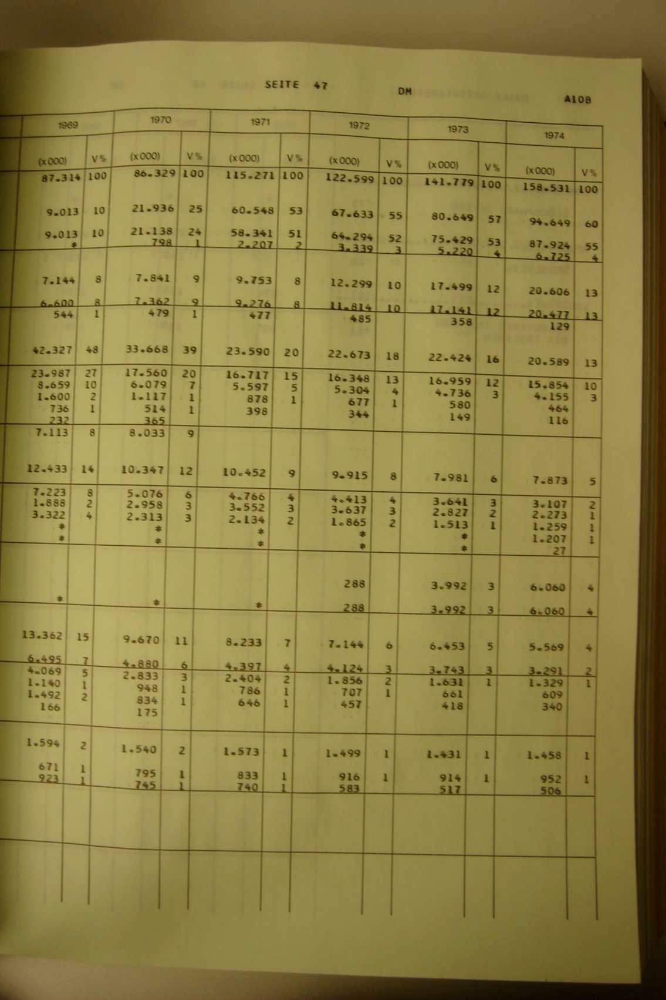 SEITE 47 DM A108
1969 1970 1971 1972 1973 1974
(x000) V% (x000) V% (x000) V% (x000) V% (x000) V% (x000) V%
87.314 100 86.329 100 115.271 100 122.599 100 141.779 100 158.531 100
9.013 10 21.936 25 60.548 53 67.633 55 80.649 57 94.649 60
9.013 10 21.138 24 58.341 51 64.294 52 75.429 53 87.924 55
* 798 1 2.207 2 3.339 3 5.220 4 6.725 4
7.144 8 7.841 9 9.753 8 12.299 10 17.499 12 20.606 13
6.600 8 7.362 9 9.276 8 11.814 10 17.141 12 20.477 13
544 1 479 1 477 485 358 129
42.327 48 33.668 39 23.590 20 22.673 18 22.424 16 20.589 13
23.987 27 17.560 20 16.717 15 16.348 13 16.959 12 15.854 10
8.659 10 6.079 7 5.597 5 5.304 4 4.736 3 4.155 3
1.600 2 1.117 1 878 1 677 1 580 464
736 1 514 1 398 344 149 116
232 365
7.113 8 8.033 9
12.433 14 10.347 12 10.452 9 9.915 8 7.981 6 7.873 5
7.223 8 5.076 6 4.766 4 4.413 4 3.641 3 3.107 2
1.888 2 2.958 3 3.552 3 3.637 3 2.827 2 2.273 1
3.322 4 2.313 3 2.134 2 1.865 2 1.513 1 1.259 1
* * * * * 1.207 1
* * * * * 27
288 3.992 3 6.060 4
* * * 288 3.992 3 6.060 4
13.362 15 9.670 11 8.233 7 7.144 6 6.453 5 5.569 4
6.495 7 4.880 6 4.397 4 4.124 3 3.743 3 3.291 2
4.069 5 2.833 3 2.404 2 1.856 2 1.631 1 1.329 1
1.140 1 948 1 786 1 707 1 661 609
1.492 2 834 1 646 1 457 418 340
166 175
1.594 2 1.540 2 1.573 1 1.499 1 1.431 1 1.458 1
671 1 795 1 833 1 916 1 914 1 952 1
923 1 745 1 740 1 583 517 506